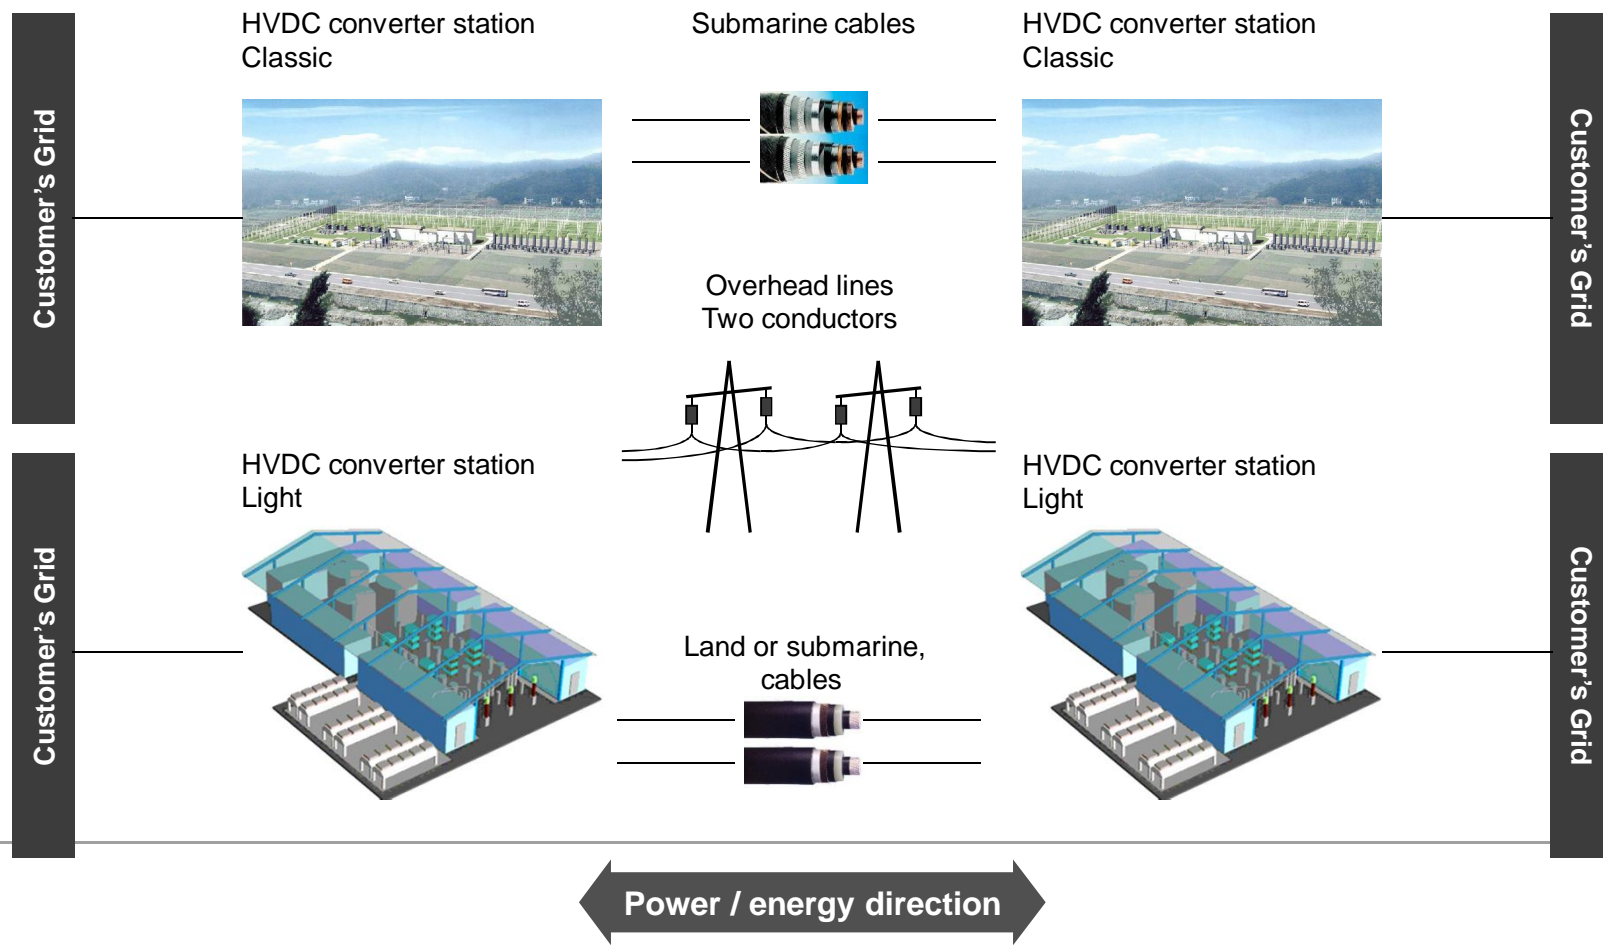 HVDC converter station
Classic
Submarine cables
HVDC converter station
Classic
Customer’s Grid
Customer’s Grid
Overhead lines
Two conductors
HVDC converter station
Light
HVDC converter station
Light
Customer’s Grid
Customer’s Grid
Land or submarine,
cables
Power / energy direction